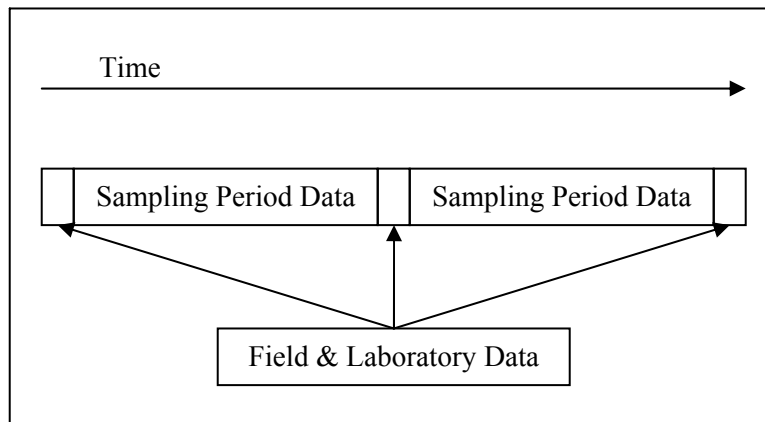 Time
Sampling Period Data
Sampling Period Data
Field & Laboratory Data